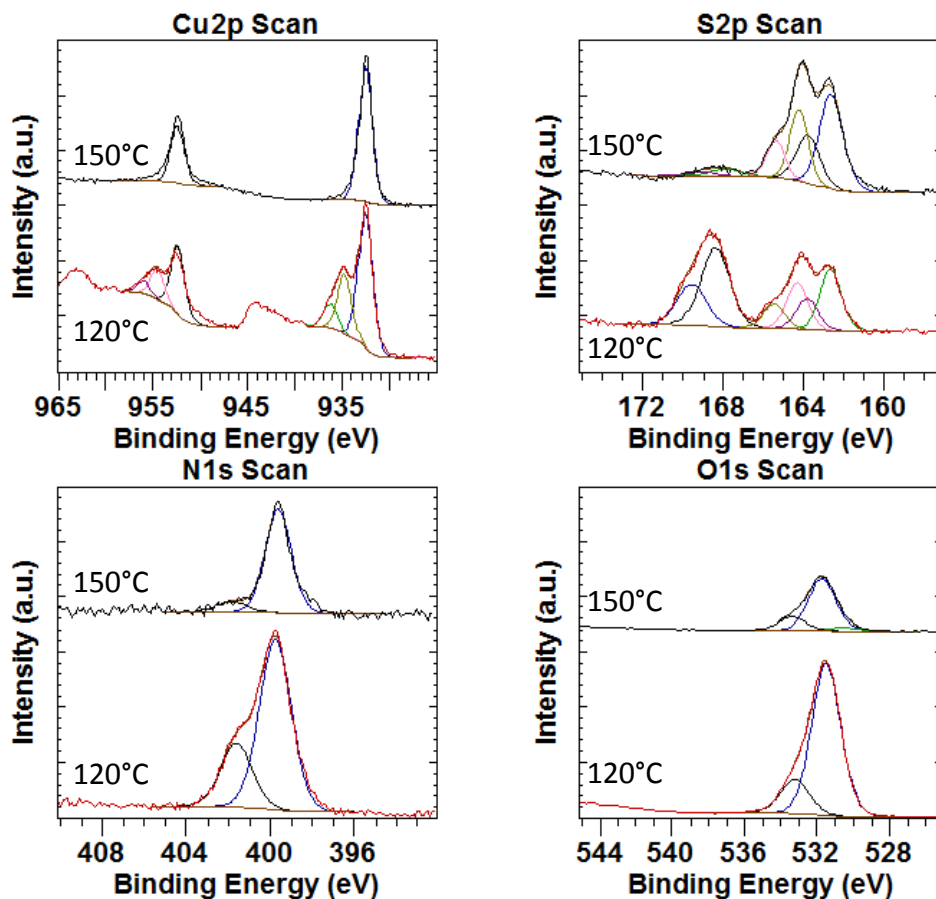 Cu2p Scan
Intensity (a.u.)
150°C
120°C
965 955 945 935
Binding Energy (eV)
S2p Scan
Intensity (a.u.)
150°C
120°C
172 168 164 160
Binding Energy (eV)
N1s Scan
Intensity (a.u.)
150°C
120°C
408 404 400 396
Binding Energy (eV)
O1s Scan
Intensity (a.u.)
150°C
120°C
544 540 536 532 528
Binding Energy (eV)